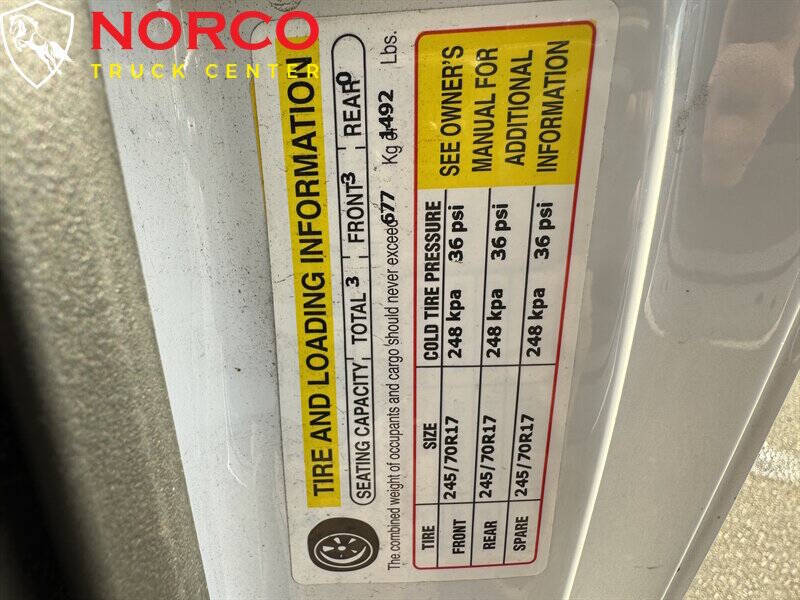 NORCO
TRUCK CENTER
TIRE AND LOADING INFORMATION
SEATING CAPACITY TOTAL 3 FRONT 3 REAR 0
The combined weight of occupants and cargo should never exceed 677 Kg or 1492 Lbs.
TIRE SIZE COLD TIRE PRESSURE
FRONT 245/70R17 248 kpa 36 psi
REAR 245/70R17 248 kpa 36 psi
SPARE 245/70R17 248 kpa 36 psi
SEE OWNER'S
MANUAL FOR
ADDITIONAL
INFORMATION